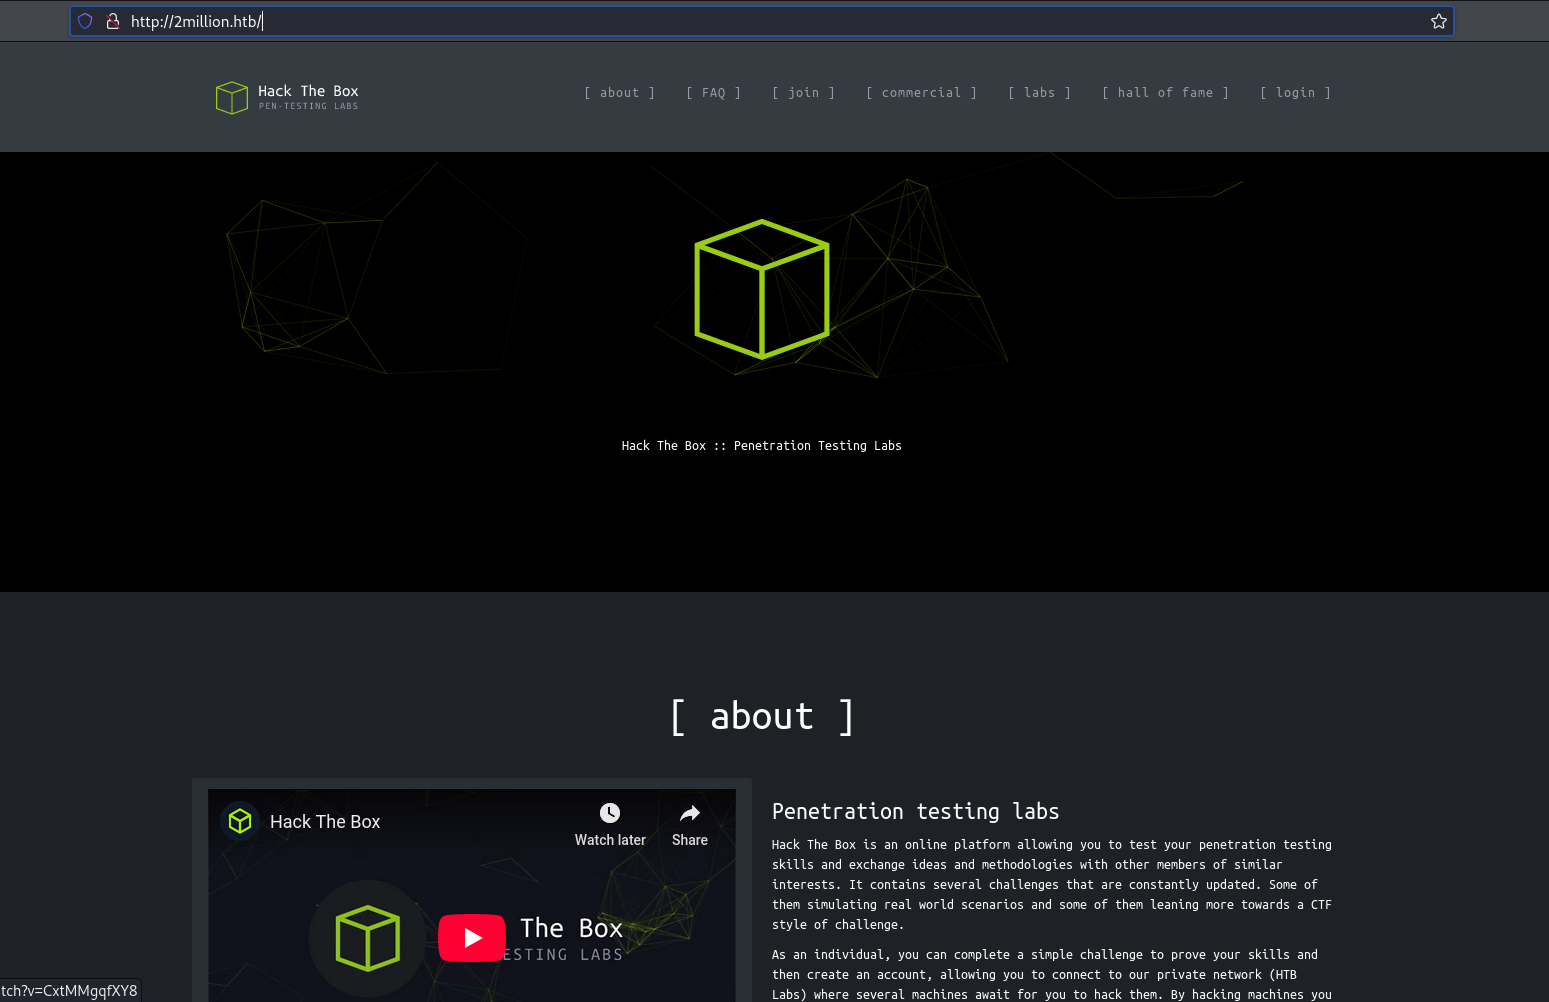 http://2million.htb/
Hack The Box
PEN-TESTING LABS
[ about ] [ FAQ ] [ join ] [ commercial ] [ labs ] [ hall of fame ] [ login ]
Hack The Box :: Penetration Testing Labs
[ about ]
Hack The Box
Watch later Share
The Box
ESTING LABS
Penetration testing labs
Hack The Box is an online platform allowing you to test your penetration testing
skills and exchange ideas and methodologies with other members of similar
interests. It contains several challenges that are constantly updated. Some of
them simulating real world scenarios and some of them leaning more towards a CTF
style of challenge.
As an individual, you can complete a simple challenge to prove your skills and
then create an account, allowing you to connect to our private network (HTB
Labs) where several machines await for you to hack them. By hacking machines you
tch?v=CxtMMgqfXY8